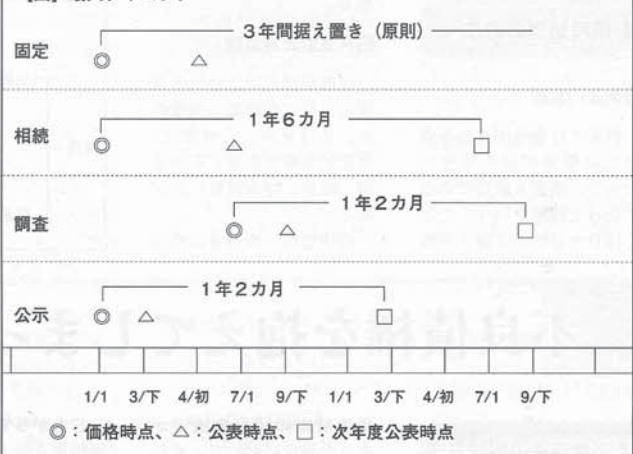 ３年間据え置き（原則）
固定
◎ △
１年６カ月
相続
◎ △ □
１年２カ月
調査
◎ △ □
１年２カ月
公示
◎ △ □
1/1 3/下 4/初 7/1 9/下 1/1 3/下 4/初 7/1 9/下
◎：価格時点、△：公表時点、□：次年度公表時点